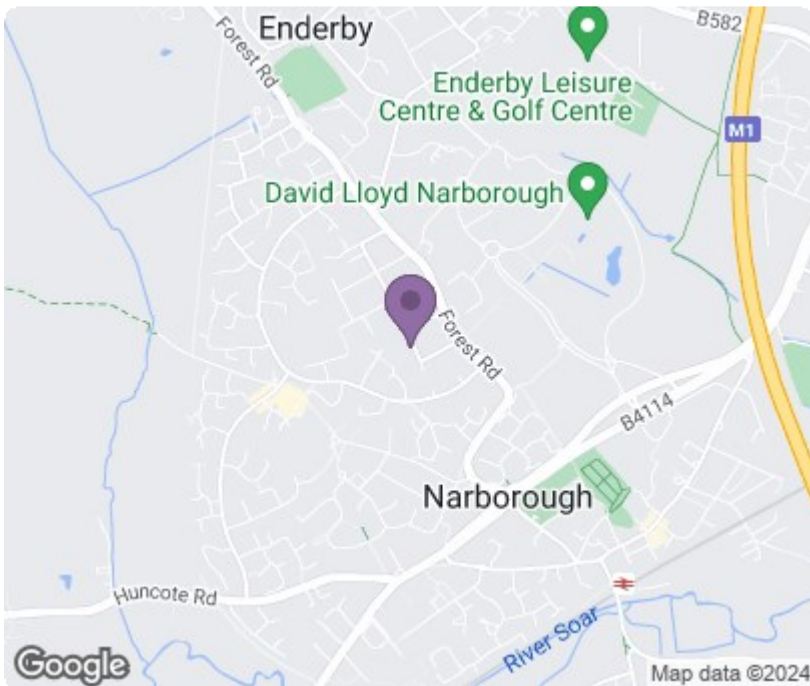 B582
Enderby
Forest Rd
Enderby Leisure
Centre & Golf Centre
M1
David Lloyd Narborough
Forest Rd
B4114
Narborough
Huncote Rd
River Soar
Google
Map data ©2024